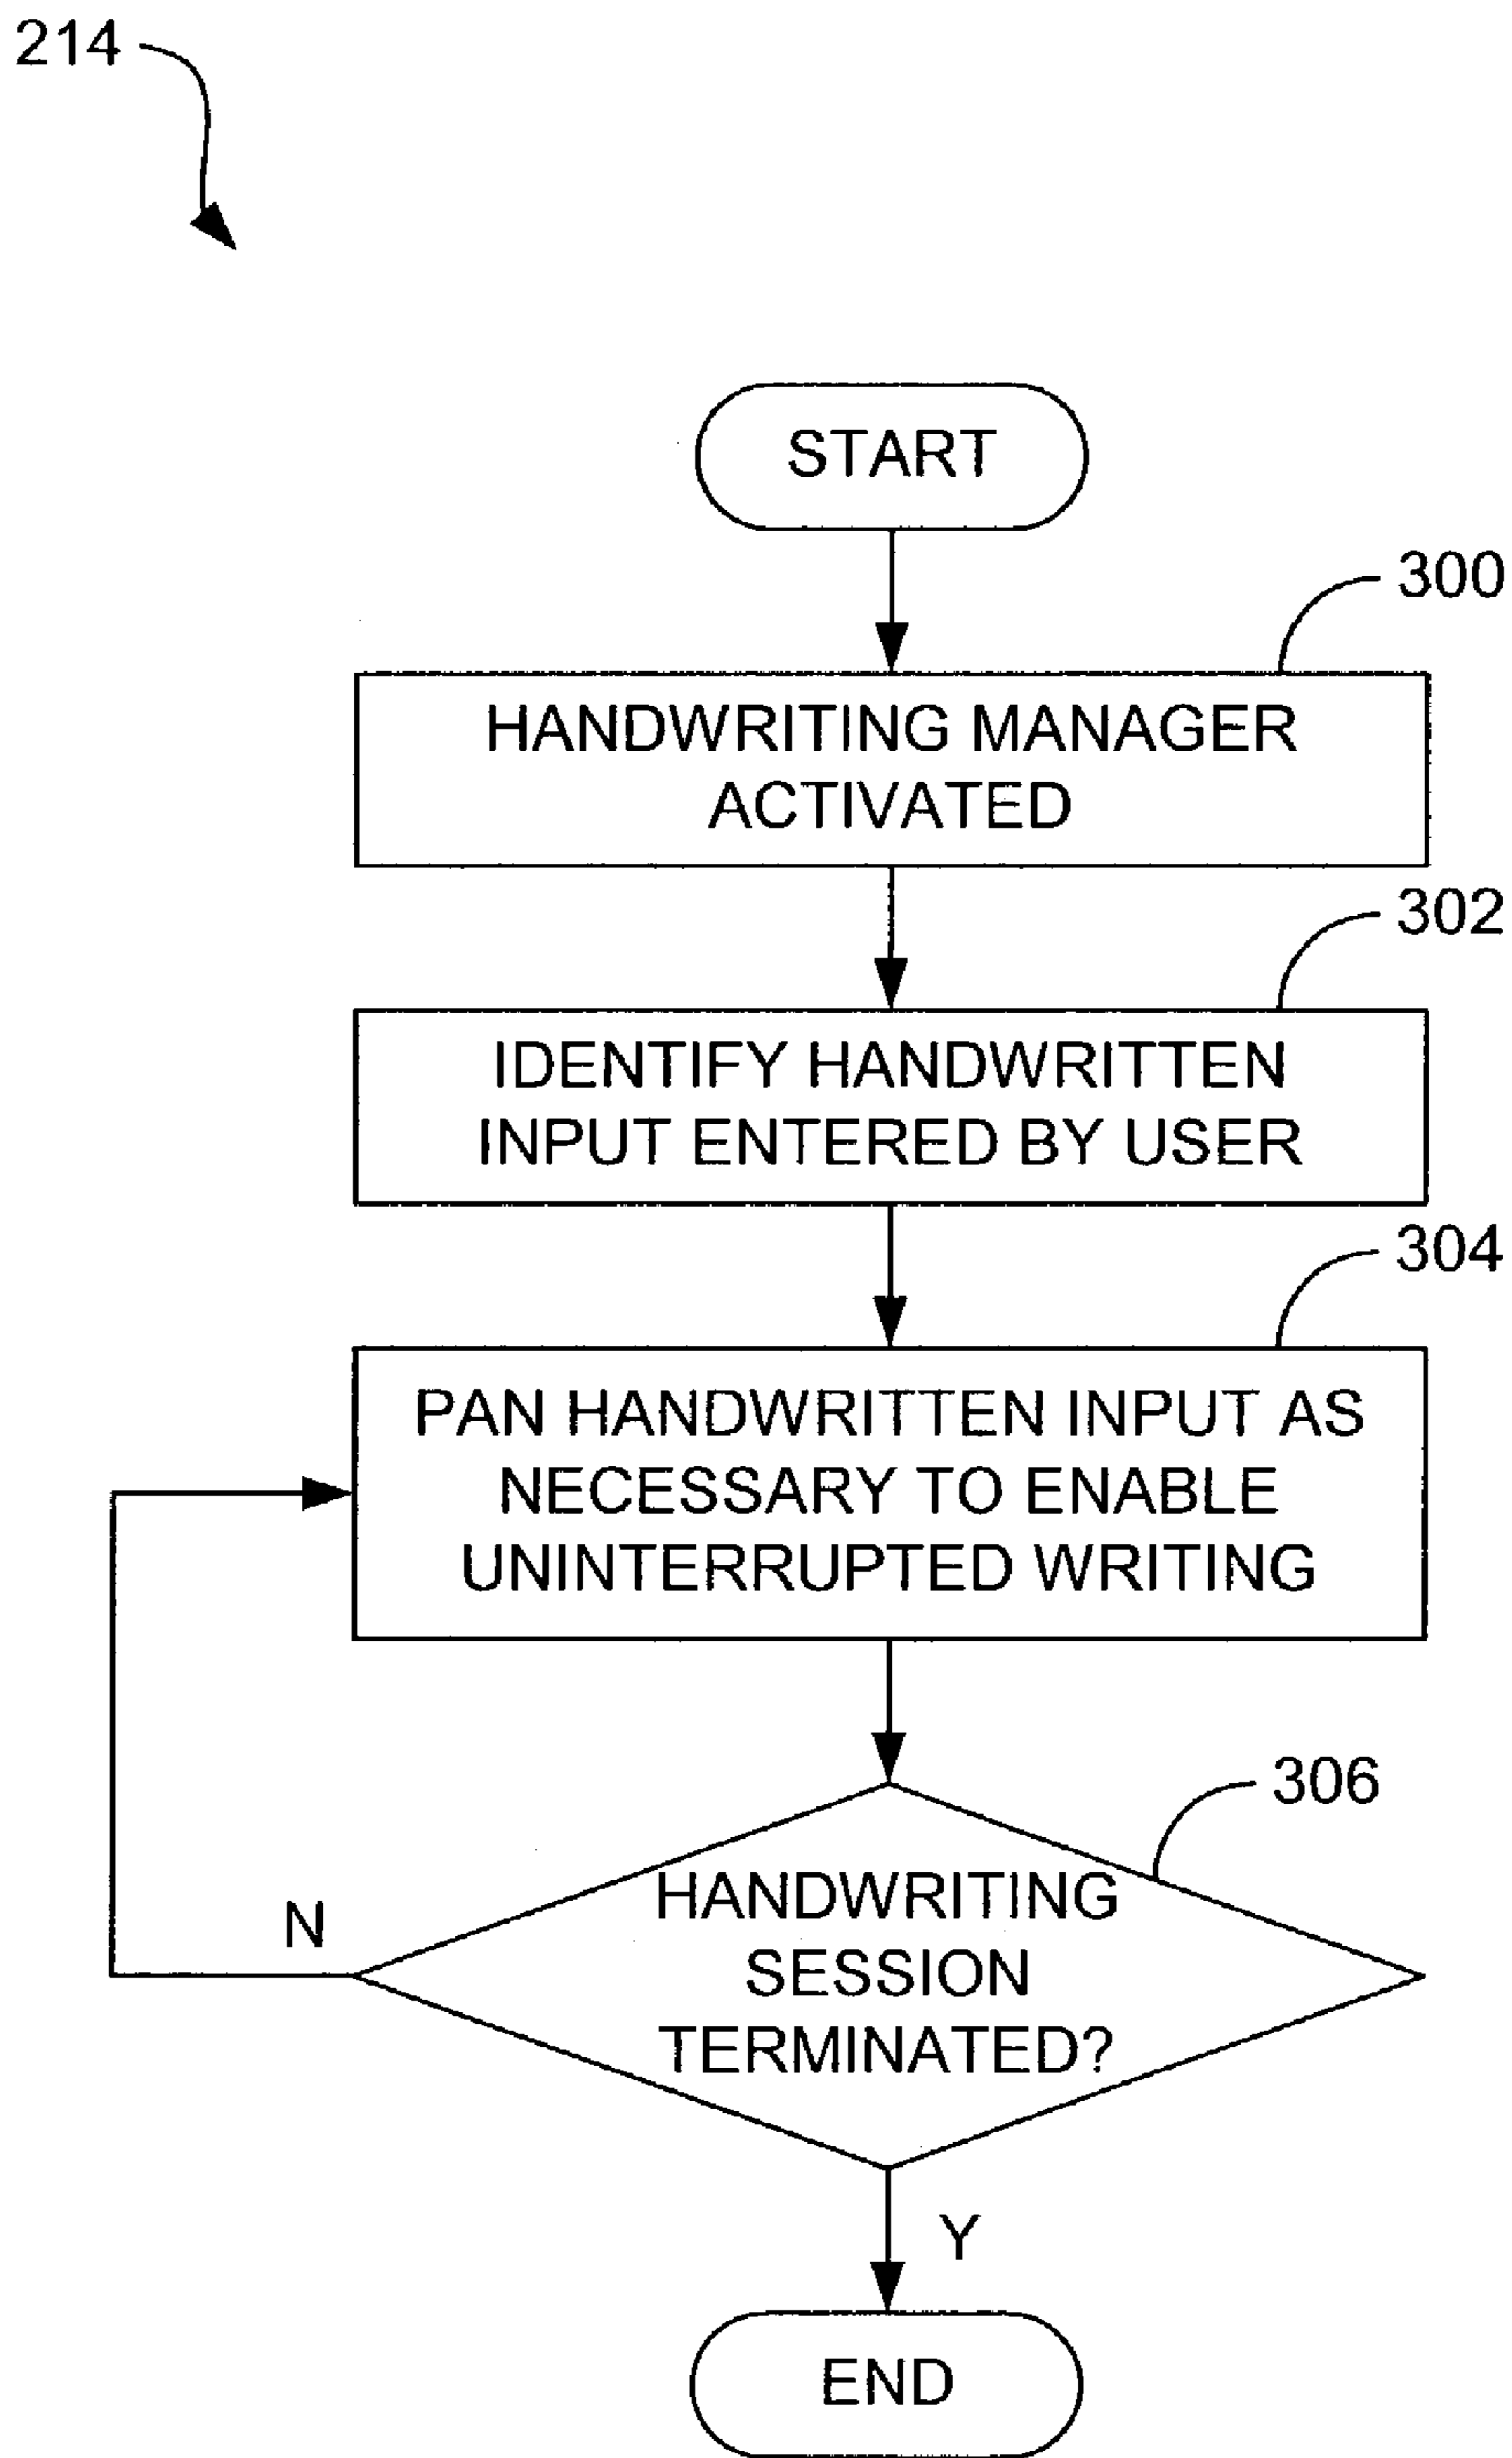 214
START
300
HANDWRITING MANAGER
ACTIVATED
302
IDENTIFY HANDWRITTEN
INPUT ENTERED BY USER
304
PAN HANDWRITTEN INPUT AS
NECESSARY TO ENABLE
UNINTERRUPTED WRITING
306
HANDWRITING
SESSION
TERMINATED?
N
Y
END